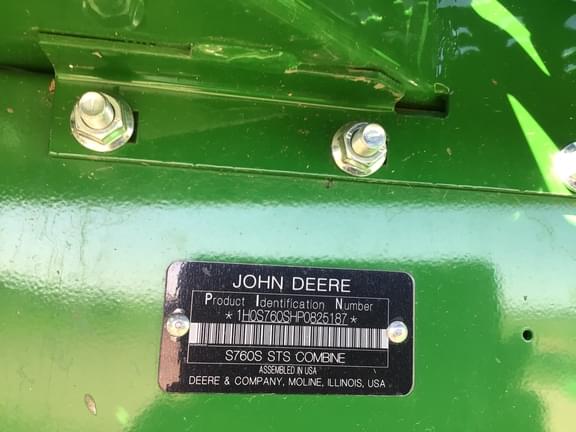 JOHN DEERE
Product Identification Number
*1H0S760SHP0825187*
S760S STS COMBINE
ASSEMBLED IN USA
DEERE & COMPANY, MOLINE, ILLINOIS, USA